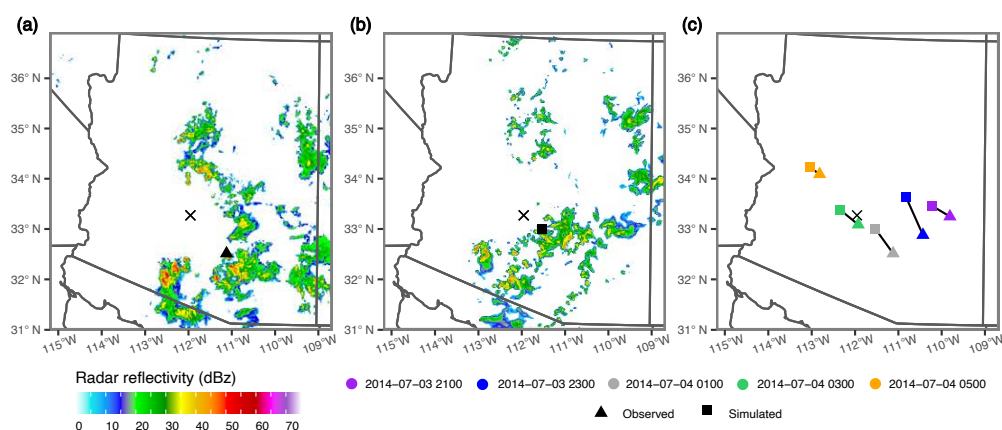 (a) (b) (c)
36°N 36°N 36°N
35°N 35°N 35°N
34°N 34°N 34°N
33°N 33°N 33°N
32°N 32°N 32°N
31°N 31°N 31°N
115°W 114°W 113°W 112°W 111°W 110°W 109°W 115°W 114°W 113°W 112°W 111°W 110°W 109°W 115°W 114°W 113°W 112°W 111°W 110°W 109°W
Radar reflectivity (dBz)
0 10 20 30 40 50 60 70
2014−07−03 2100 2014−07−03 2300 2014−07−04 0100 2014−07−04 0300 2014−07−04 0500
Observed Simulated